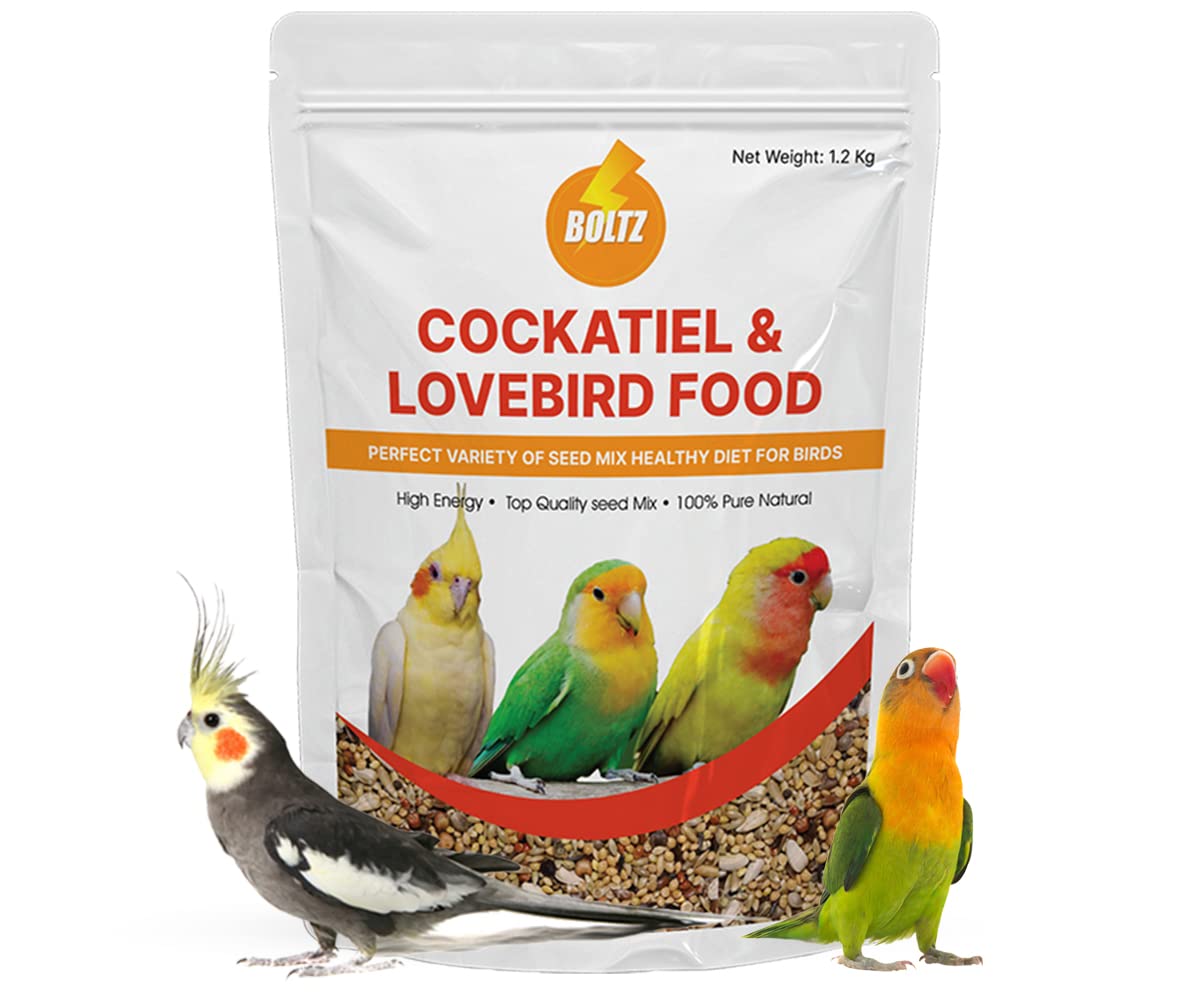 Net Weight: 1.2 Kg
BOLTZ
COCKATIEL &
LOVEBIRD FOOD
PERFECT VARIETY OF SEED MIX HEALTHY DIET FOR BIRDS
High Energy • Top Quality seed Mix • 100% Pure Natural